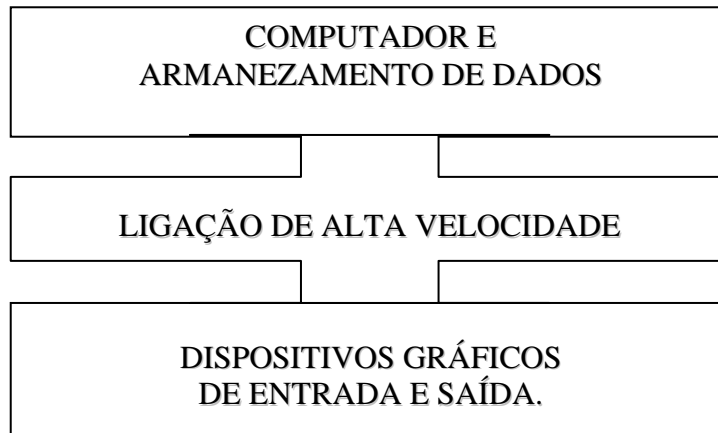 COMPUTADOR E
ARMANEZAMENTO DE DADOS
LIGAÇÃO DE ALTA VELOCIDADE
DISPOSITIVOS GRÁFICOS
DE ENTRADA E SAÍDA.